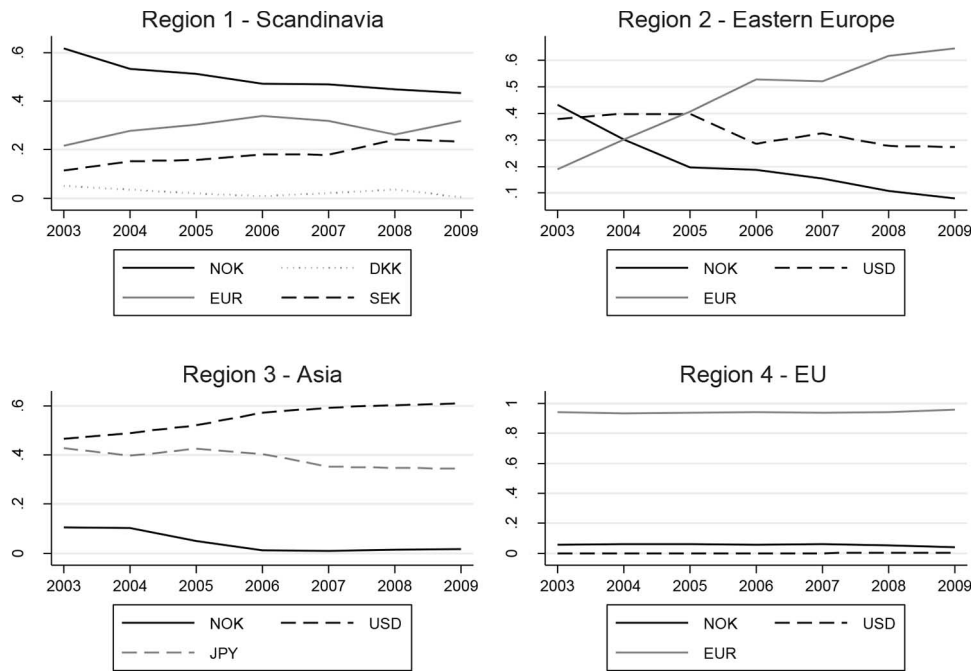 Region 1 - Scandinavia
.6
.4
.2
0
2003 2004 2005 2006 2007 2008 2009
NOK DKK
EUR SEK
Region 2 - Eastern Europe
.6
.5
.4
.3
.2
.1
2003 2004 2005 2006 2007 2008 2009
NOK USD
EUR
Region 3 - Asia
.6
.4
.2
0
2003 2004 2005 2006 2007 2008 2009
NOK USD
JPY
Region 4 - EU
1
.8
.6
.4
.2
0
2003 2004 2005 2006 2007 2008 2009
NOK USD
EUR